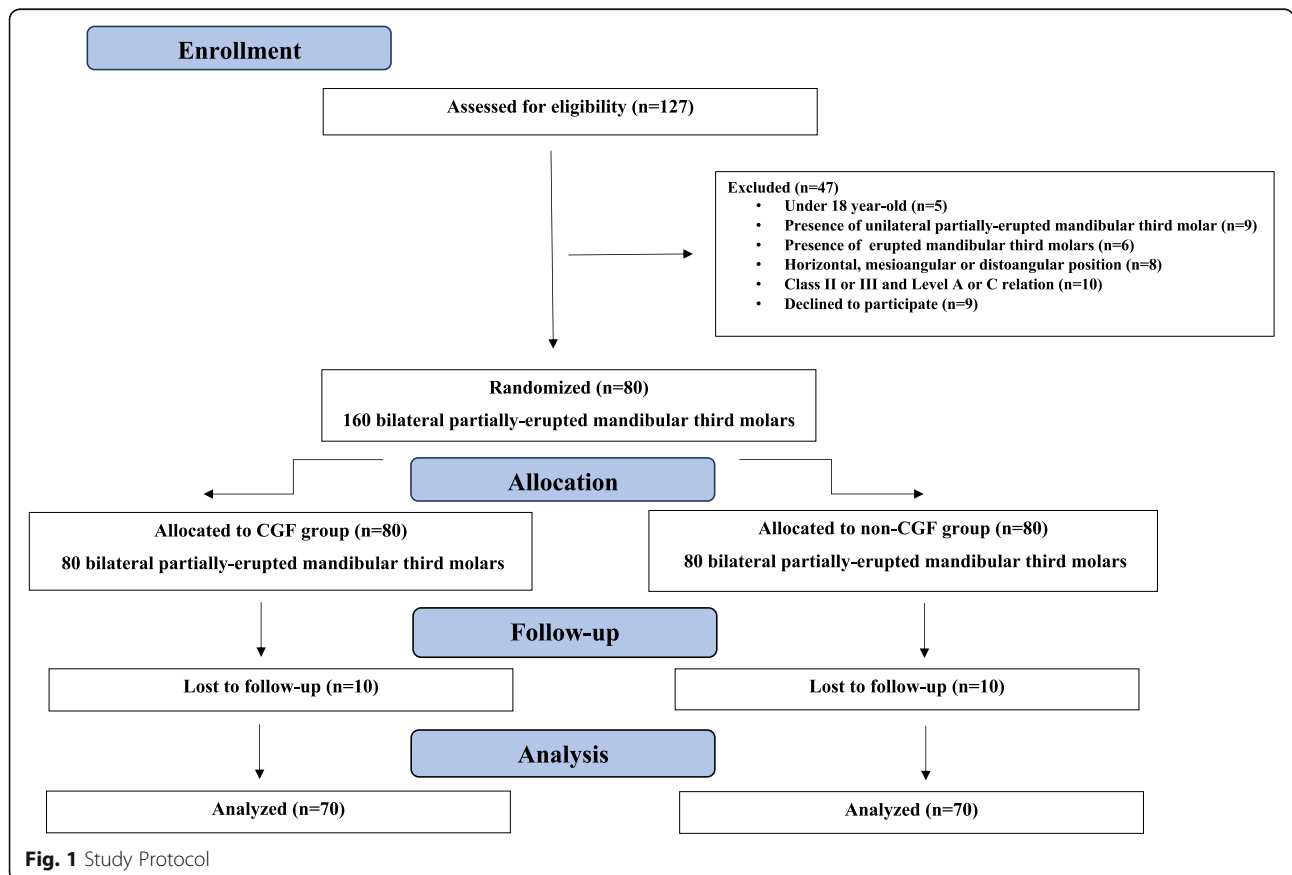 Enrollment
Assessed for eligibility (n=127)
Excluded (n=47)
• Under 18 year-old (n=5)
• Presence of unilateral partially-erupted mandibular third molar (n=9)
• Presence of erupted mandibular third molars (n=6)
• Horizontal, mesioangular or distoangular position (n=8)
• Class II or III and Level A or C relation (n=10)
• Declined to participate (n=9)
Randomized (n=80)
160 bilateral partially-erupted mandibular third molars
Allocation
Allocated to CGF group (n=80)
80 bilateral partially-erupted mandibular third molars
Allocated to non-CGF group (n=80)
80 bilateral partially-erupted mandibular third molars
Follow-up
Lost to follow-up (n=10)
Lost to follow-up (n=10)
Analysis
Analyzed (n=70)
Analyzed (n=70)
Fig. 1 Study Protocol